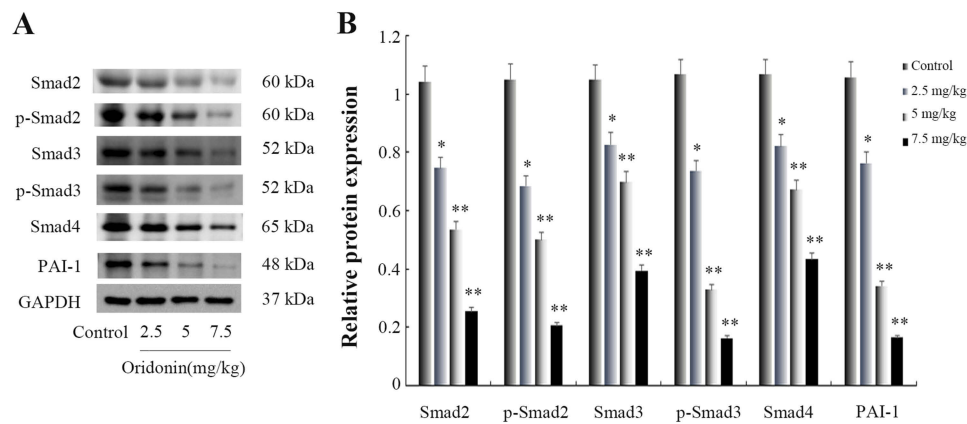 A
Smad2 60 kDa
p-Smad2 60 kDa
Smad3 52 kDa
p-Smad3 52 kDa
Smad4 65 kDa
PAI-1 48 kDa
GAPDH 37 kDa
Control 2.5 5 7.5
Oridonin(mg/kg)
B
Relative protein expression
1.2
1
0.8
0.6
0.4
0.2
0
* ** **
* ** **
* ** **
* ** **
* ** **
* ** **
Smad2 p-Smad2 Smad3 p-Smad3 Smad4 PAI-1
Control
2.5 mg/kg
5 mg/kg
7.5 mg/kg